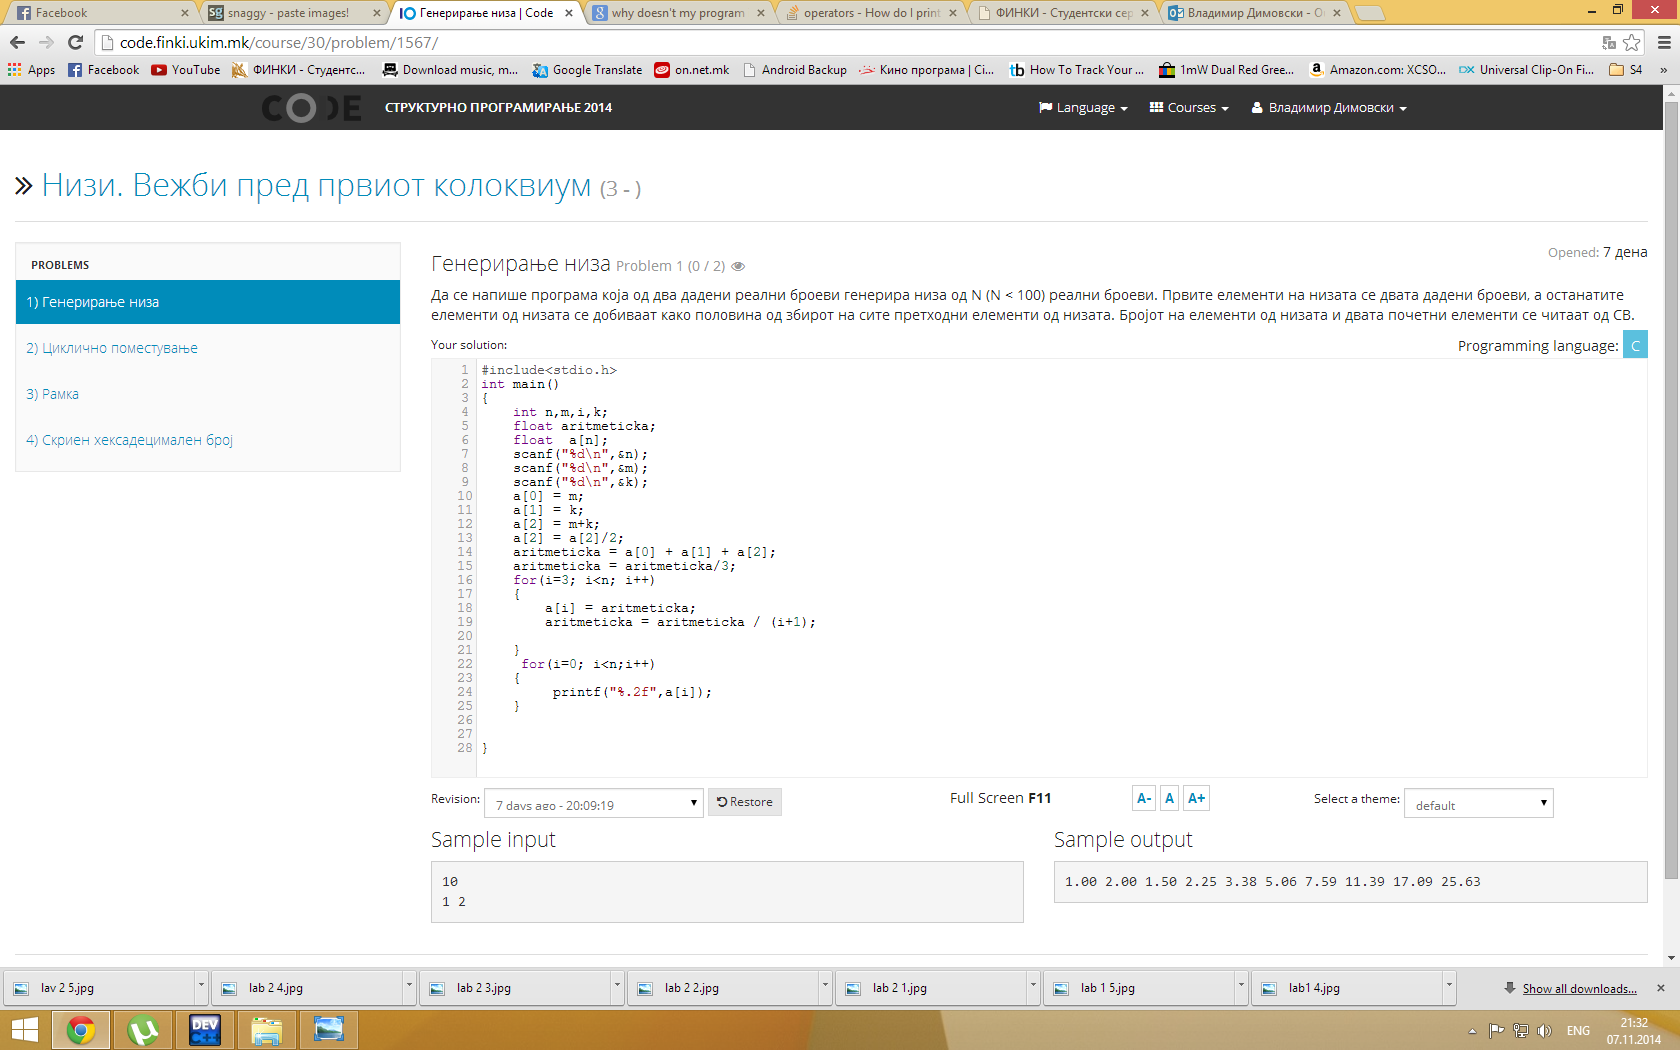 Facebook
snaggy - paste images!
Генерирање низа | Code
why doesn't my program
operators - How do I print
ФИНКИ - Студентски сер
Владимир Димовски - Ou
code.finki.ukim.mk/course/30/problem/1567/
Apps
Facebook
YouTube
ФИНКИ - Студентс...
Download music, m...
Google Translate
on.net.mk
Android Backup
Кино програма | Ci...
How To Track Your ...
1mW Dual Red Gree...
Amazon.com: XCSO...
Universal Clip-On Fi...
S4
»
CODE
СТРУКТУРНО ПРОГРАМИРАЊЕ 2014
Language
Courses
Владимир Димовски
Низи. Вежби пред првиот колоквиум (3 - )
PROBLEMS
1) Генерирање низа
2) Циклично поместување
3) Рамка
4) Скриен хексадецимален број
Opened: 7 дена
Генерирање низа Problem 1 (0 / 2)
Да се напише програма која од два дадени реални броеви генерира низа од N (N < 100) реални броеви. Првите елементи на низата се двата дадени броеви, а останатите
елементи од низата се добиваат како половина од збирот на сите претходни елементи од низата. Бројот на елементи од низата и двата почетни елементи се читаат од СВ.
Your solution:
Programming language: C
1 #include<stdio.h>
2 int main()
3 {
4 int n,m,i,k;
5 float aritmeticka;
6 float  a[n];
7 scanf("%d\n",&n);
8 scanf("%d\n",&m);
9 scanf("%d\n",&k);
10 a[0] = m;
11 a[1] = k;
12 a[2] = m+k;
13 a[2] = a[2]/2;
14 aritmeticka = a[0] + a[1] + a[2];
15 aritmeticka = aritmeticka/3;
16 for(i=3; i<n; i++)
17 {
18 a[i] = aritmeticka;
19 aritmeticka = aritmeticka / (i+1);
20
21 }
22 for(i=0; i<n;i++)
23 {
24 printf("%.2f",a[i]);
25 }
26
27
28 }
Revision: 7 days ago - 20:09:19 Restore
Full Screen F11
A- A A+
Select a theme: default
Sample input
10
1 2
Sample output
1.00 2.00 1.50 2.25 3.38 5.06 7.59 11.39 17.09 25.63
lav 2 5.jpg
lab 2 4.jpg
lab 2 3.jpg
lab 2 2.jpg
lab 2 1.jpg
lab 1 5.jpg
lab1 4.jpg
Show all downloads...
DEV C++
ENG
21:32
07.11.2014